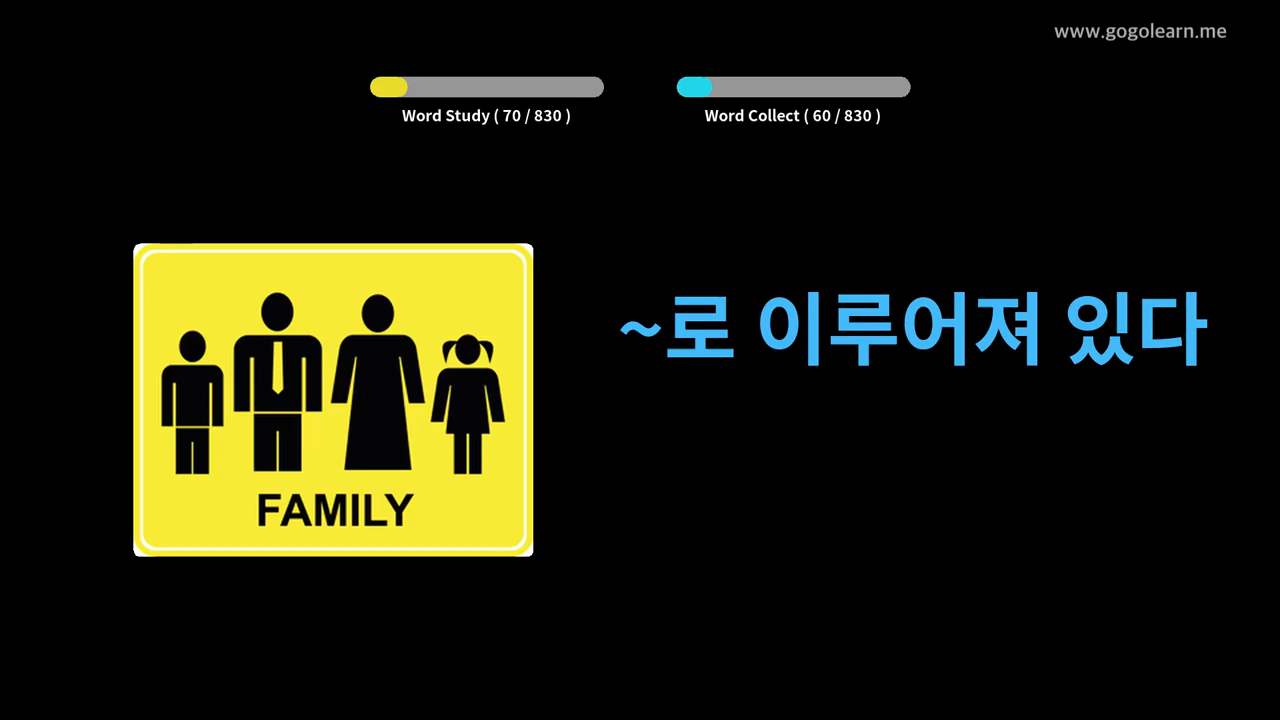 www.gogolearn.me
Word Study ( 70 / 830 )
Word Collect ( 60 / 830 )
~로 이루어져 있다
FAMILY